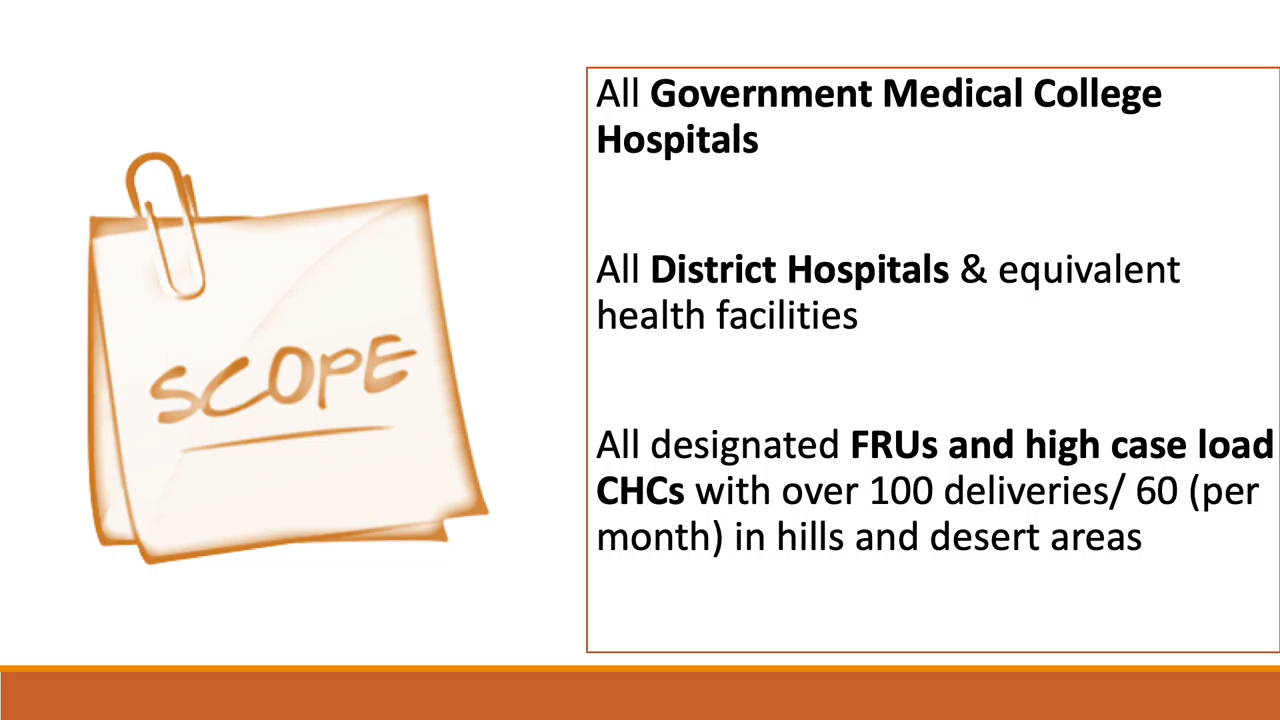 SCOPE
All Government Medical College
Hospitals
All District Hospitals & equivalent
health facilities
All designated FRUs and high case load
CHCs with over 100 deliveries/ 60 (per
month) in hills and desert areas